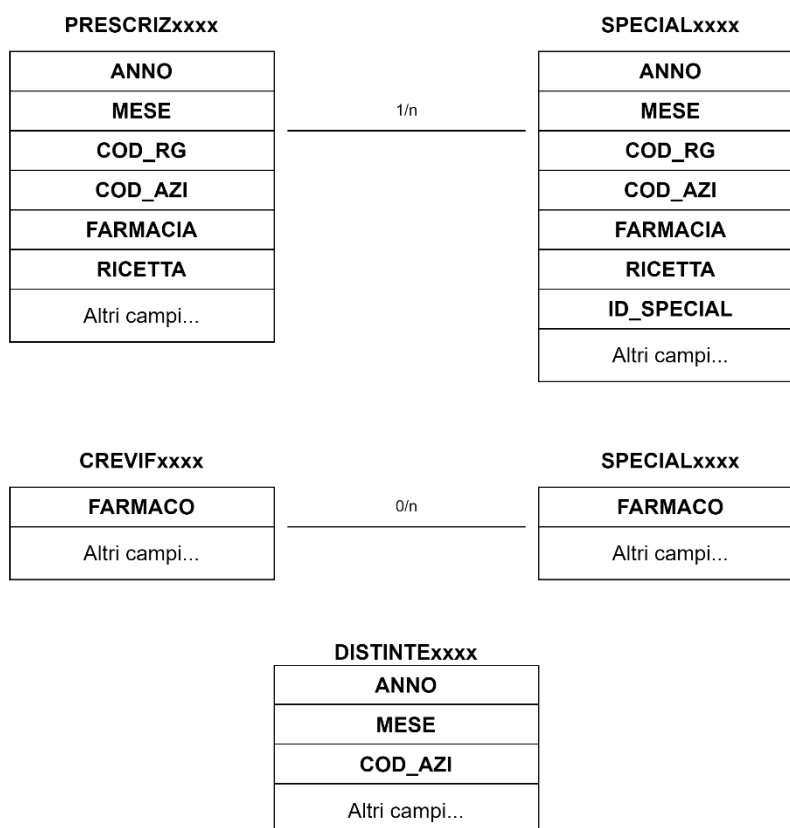 PRESCRIZxxxx
ANNO
MESE
COD_RG
COD_AZI
FARMACIA
RICETTA
Altri campi...
1/n
SPECIALxxxx
ANNO
MESE
COD_RG
COD_AZI
FARMACIA
RICETTA
ID_SPECIAL
Altri campi...
CREVIFxxxx
FARMACO
Altri campi...
0/n
SPECIALxxxx
FARMACO
Altri campi...
DISTINTExxxx
ANNO
MESE
COD_AZI
Altri campi...